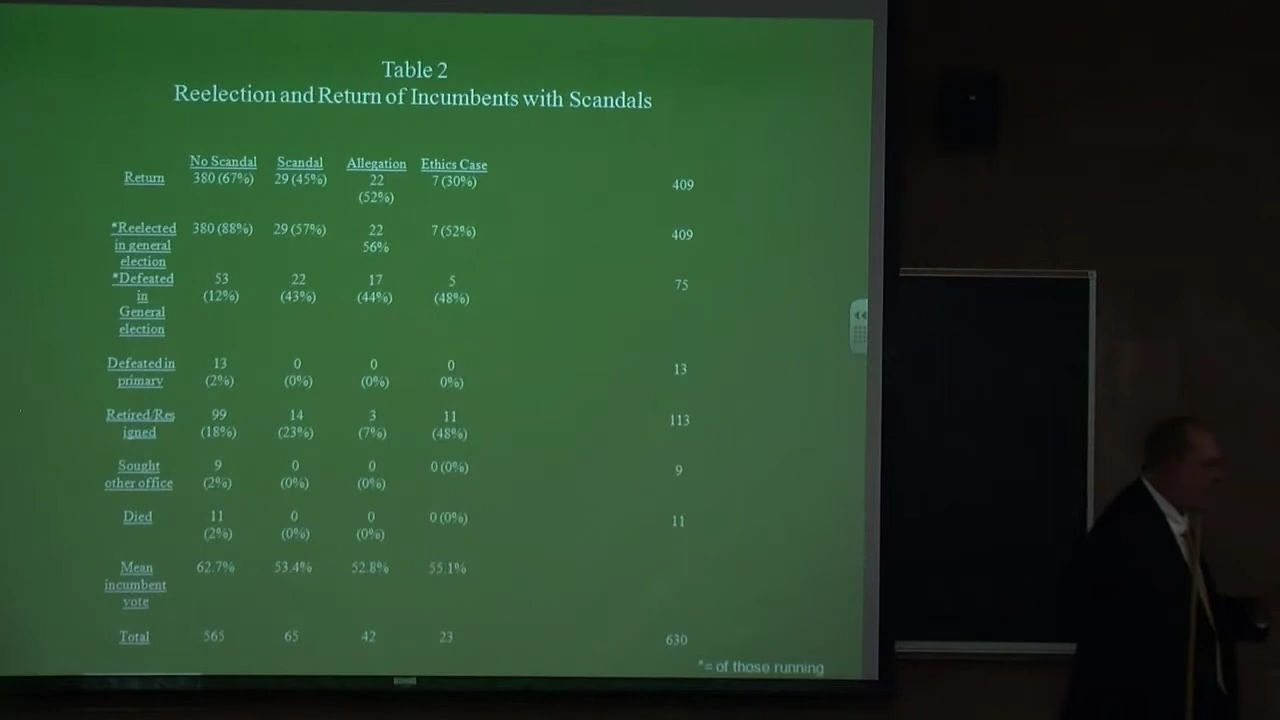 Table 2
Reelection and Return of Incumbents with Scandals
No Scandal Scandal Allegation Ethics Case
Return 380 (67%) 29 (45%) 22 7 (30%) 409
(52%)
*Reelected 380 (88%) 29 (57%) 22 7 (52%) 409
in general 56%
election
*Defeated 53 22 17 5 75
in (12%) (43%) (44%) (48%)
General
election
Defeated in 13 0 0 0 13
primary (2%) (0%) (0%) 0%)
Retired/Res 99 14 3 11 113
igned (18%) (23%) (7%) (48%)
Sought 9 0 0 0 (0%) 9
other office (2%) (0%) (0%)
Died 11 0 0 0 (0%) 11
(2%) (0%) (0%)
Mean 62.7% 53.4% 52.8% 55.1%
incumbent
vote
Total 565 65 42 23 630
*= of those running